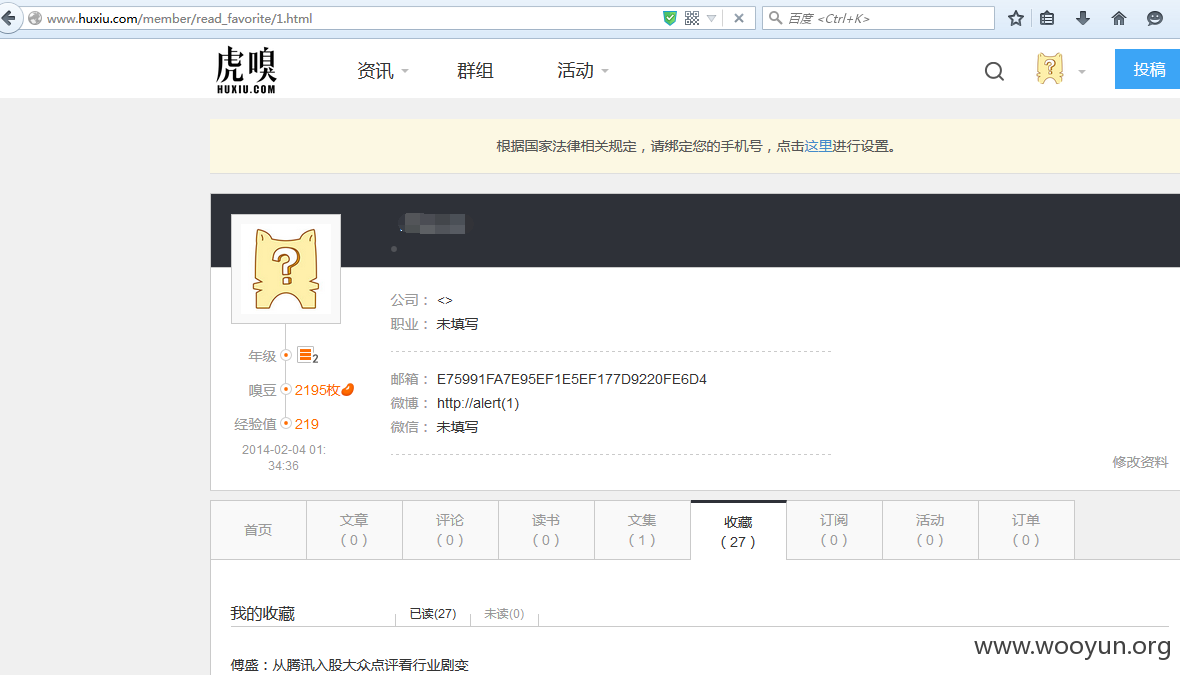 www.huxiu.com/member/read_favorite/1.html
百度 <Ctrl+K>
虎嗅
HUXIU.COM
资讯 群组 活动
投稿
根据国家法律相关规定，请绑定您的手机号，点击这里进行设置。
公司： <>
职业： 未填写
年级 2
邮箱： E75991FA7E95EF1E5EF177D9220FE6D4
嗅豆 2195枚
微博： http://alert(1)
经验值 219
微信： 未填写
2014-02-04 01:
34:36
修改资料
首页
文章
( 0 )
评论
( 0 )
读书
( 0 )
文集
( 1 )
收藏
( 27 )
订阅
( 0 )
活动
( 0 )
订单
( 0 )
我的收藏 已读(27) 未读(0)
www.wooyun.org
傅盛：从腾讯入股大众点评看行业剧变